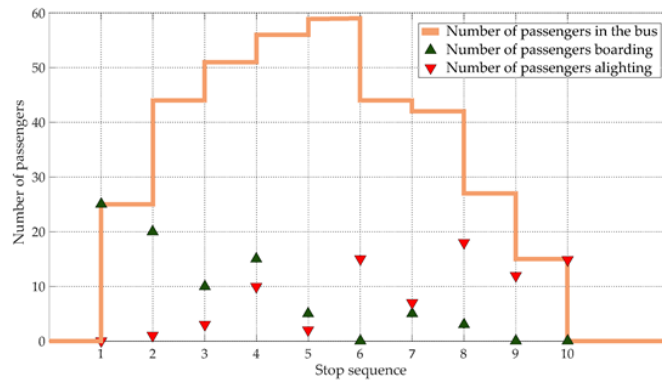 60
50
40
30
20
10
0
Number of passengers
Number of passengers in the bus
Number of passengers boarding
Number of passengers alighting
1 2 3 4 5 6 7 8 9 10
Stop sequence